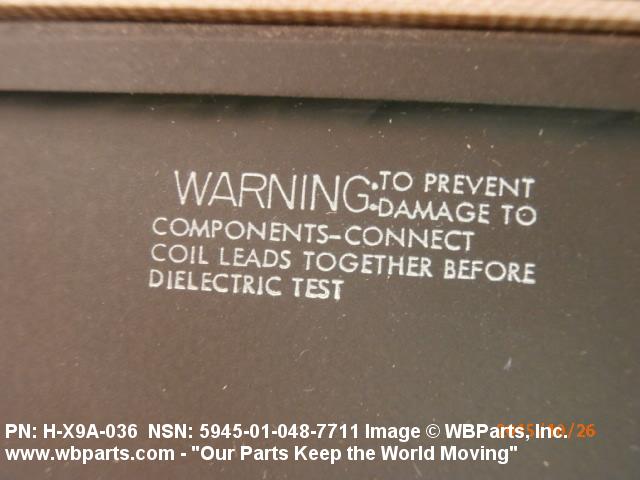 WARNING: TO PREVENT
DAMAGE TO
COMPONENTS-CONNECT
COIL LEADS TOGETHER BEFORE
DIELECTRIC TEST
PN: H-X9A-036 NSN: 5945-01-048-7711 Image © WBParts, Inc.
www.wbparts.com - "Our Parts Keep the World Moving"